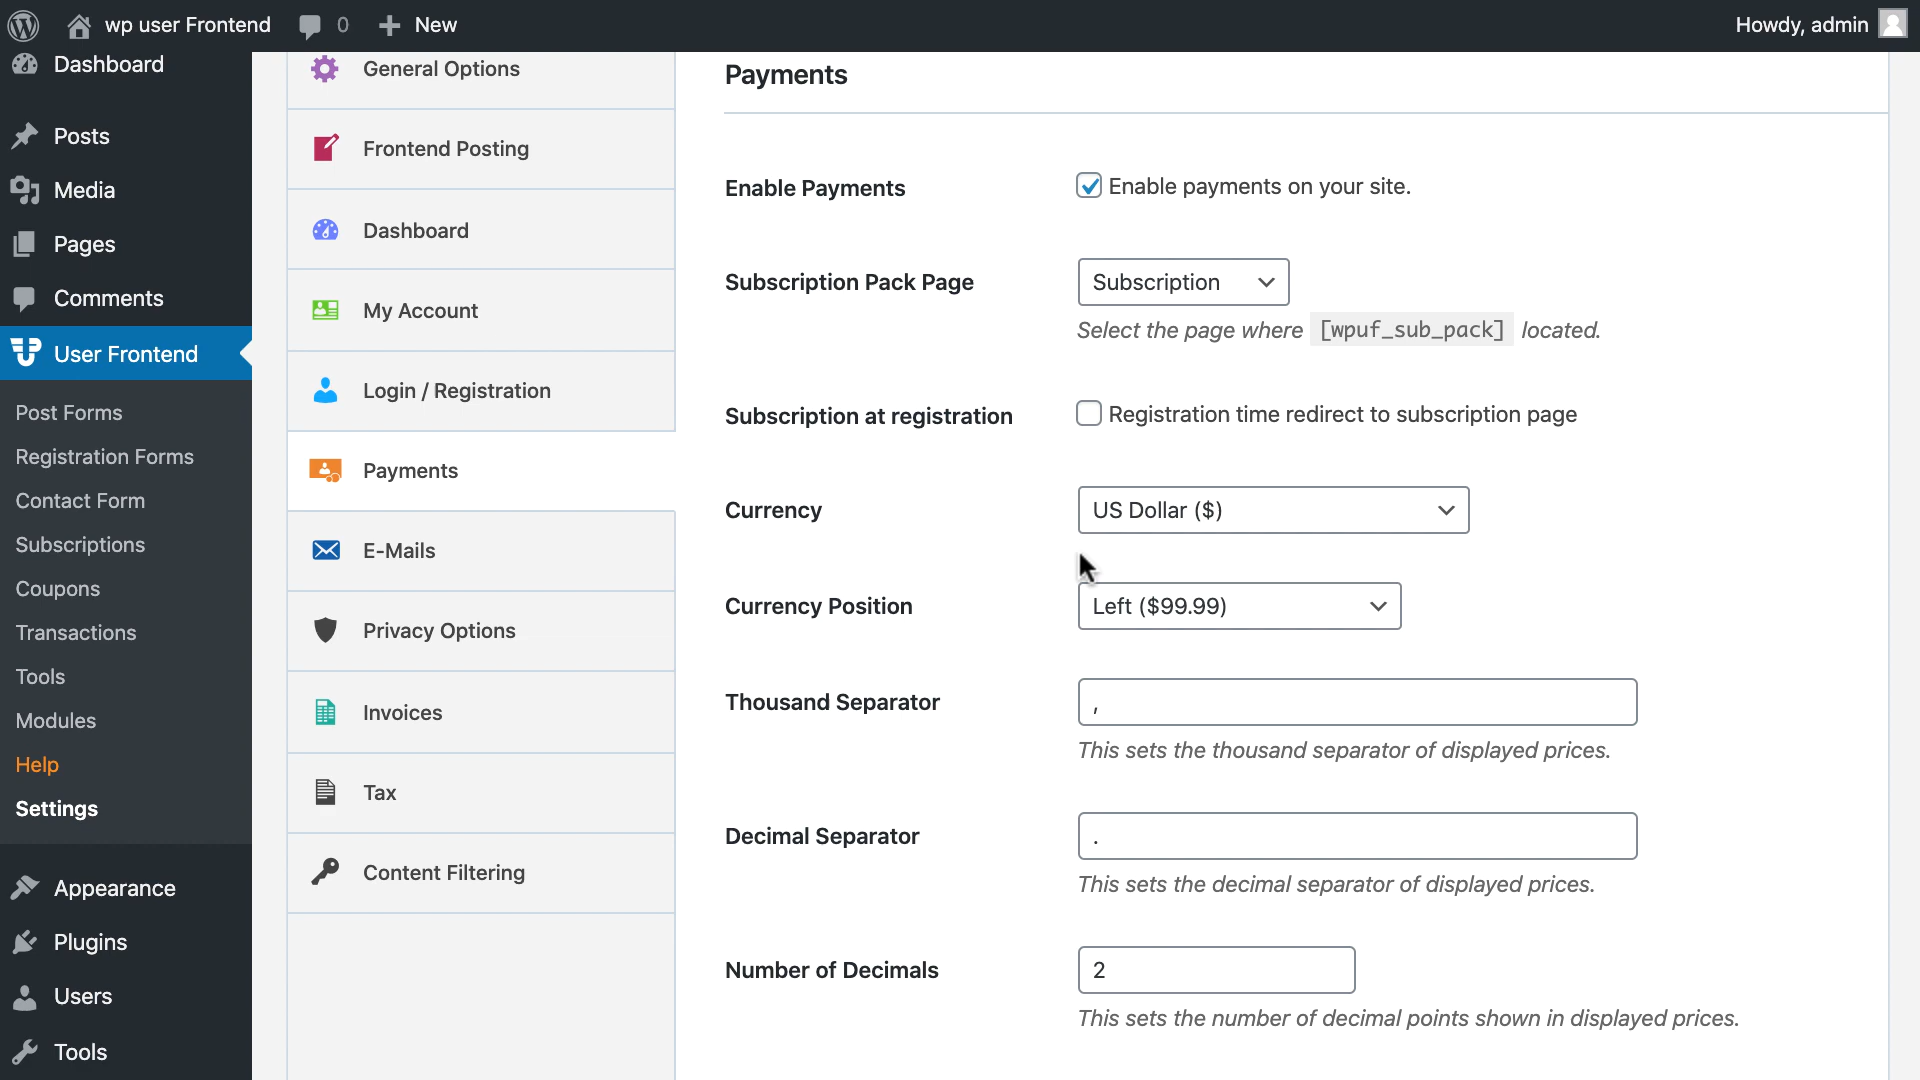 wp user Frontend
0
New
Howdy, admin
Dashboard
Posts
Media
Pages
Comments
User Frontend
Post Forms
Registration Forms
Contact Form
Subscriptions
Coupons
Transactions
Tools
Modules
Help
Settings
Appearance
Plugins
Users
Tools
General Options
Frontend Posting
Dashboard
My Account
Login / Registration
Payments
E-Mails
Privacy Options
Invoices
Tax
Content Filtering
Payments
Enable Payments
Enable payments on your site.
Subscription Pack Page
Subscription
Select the page where [wpuf_sub_pack] located.
Subscription at registration
Registration time redirect to subscription page
Currency
US Dollar ($)
Currency Position
Left ($99.99)
Thousand Separator
,
This sets the thousand separator of displayed prices.
Decimal Separator
.
This sets the decimal separator of displayed prices.
Number of Decimals
2
This sets the number of decimal points shown in displayed prices.